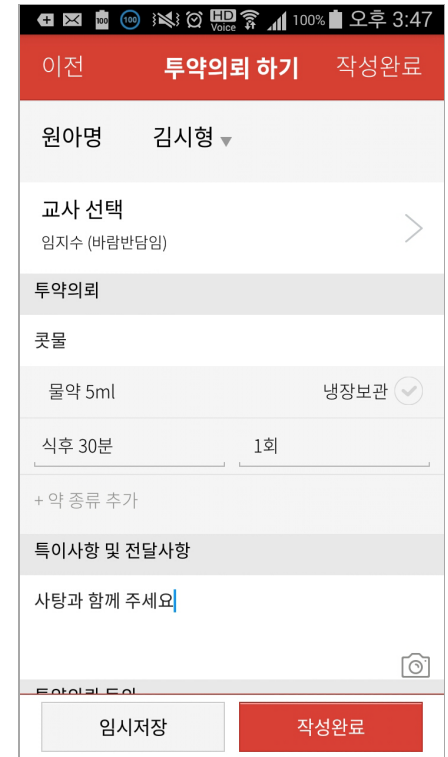 HD Voice 100% 오후 3:47
이전 투약의뢰 하기 작성완료
원아명 김시형
교사 선택
임지수 (바람반담임)
투약의뢰
콧물
물약 5ml 냉장보관
식후 30분 1회
+ 약 종류 추가
특이사항 및 전달사항
사탕과 함께 주세요
임시저장 작성완료